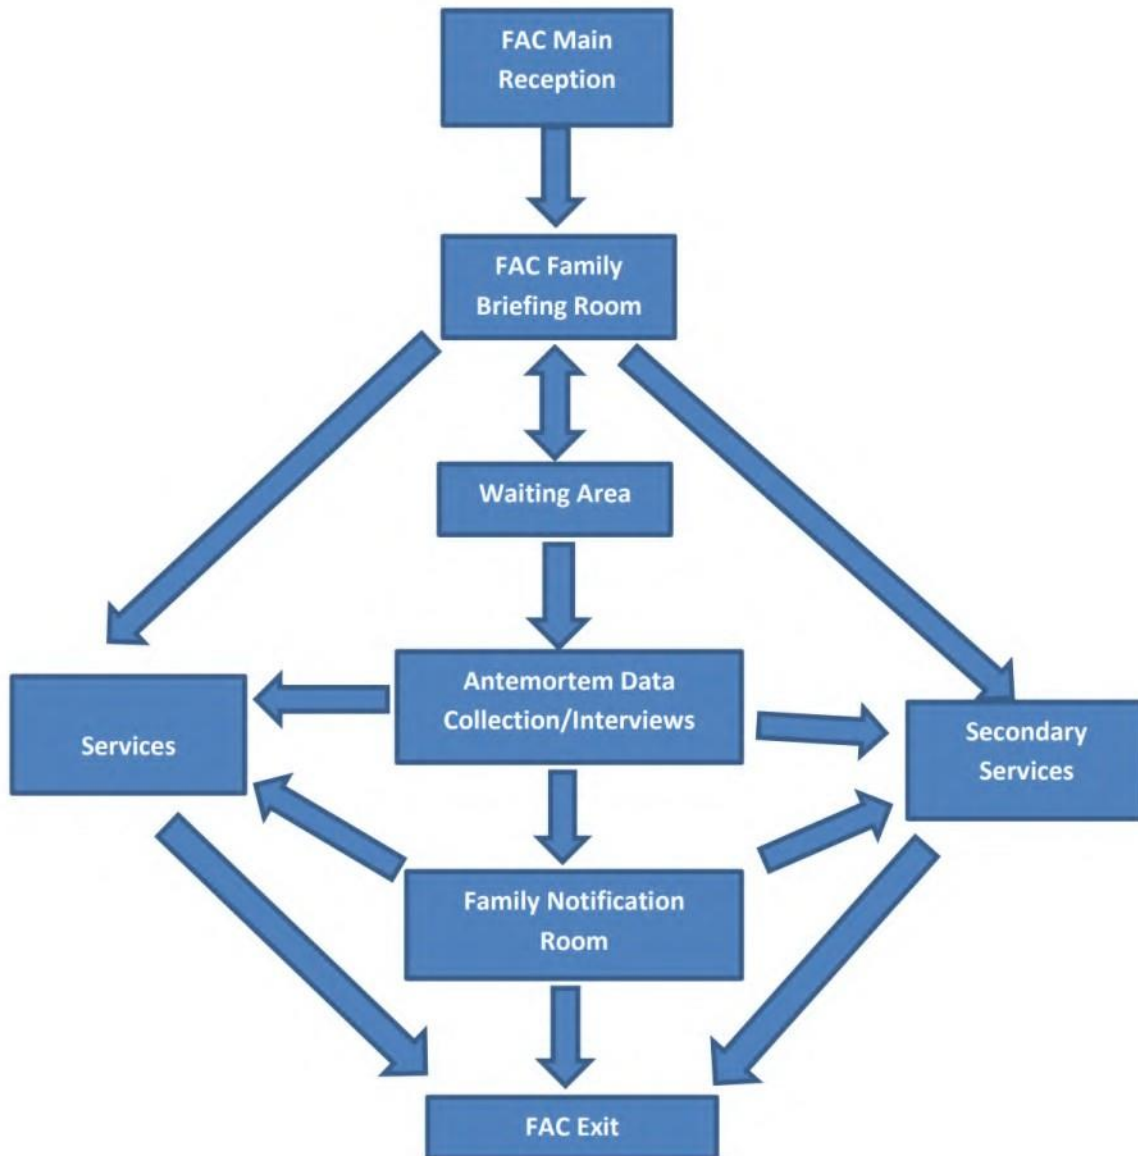 FAC Main
Reception
FAC Family
Briefing Room
Waiting Area
Antemortem Data
Collection/Interviews
Services
Secondary
Services
Family Notification
Room
FAC Exit